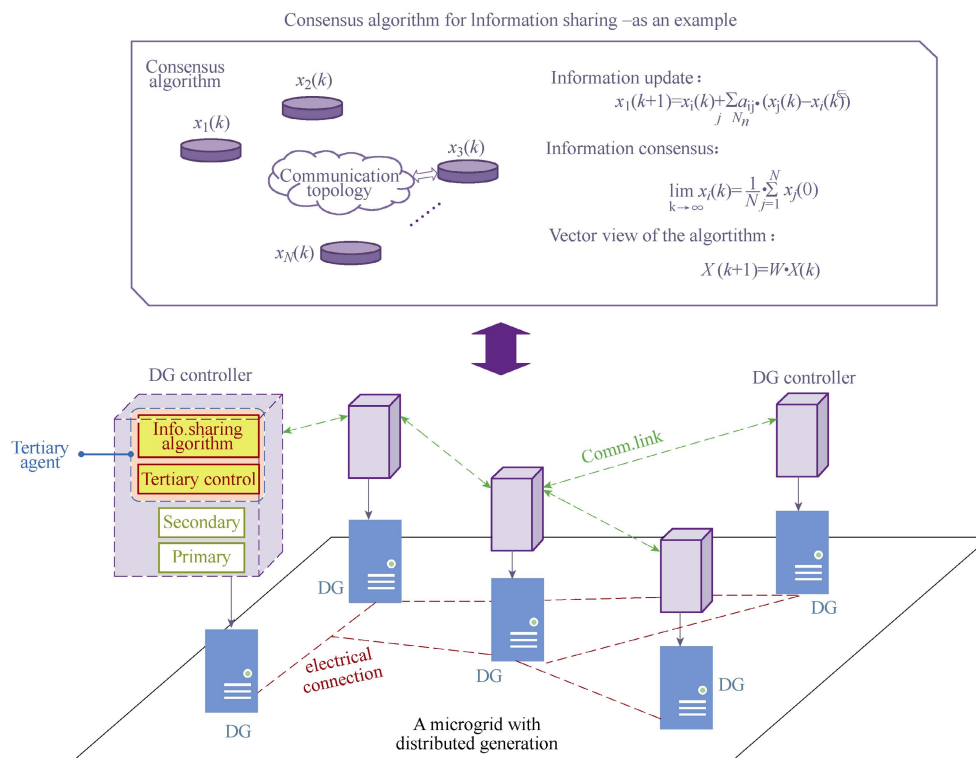 Consensus algorithm for lnformation sharing –as an example
Consensus
algorithm
x2(k)
x1(k)
x3(k)
Communication
topology
xN(k)
Information update：
x1(k+1)=xi(k)+Σaij•(xj(k)−xi(k))
j Nn ∈
Information consensus:
lim xi(k)=1/N•Σ xj(0)
k→∞ j=1 N
Vector view of the algortithm：
X (k+1)=W•X(k)
DG controller
DG controller
Info.sharing
algorithm
Tertiary
agent
Tertiary control
Comm.link
Secondary
Primary
DG
DG
DG
DG
DG
electrical
connection
A microgrid with
distributed generation